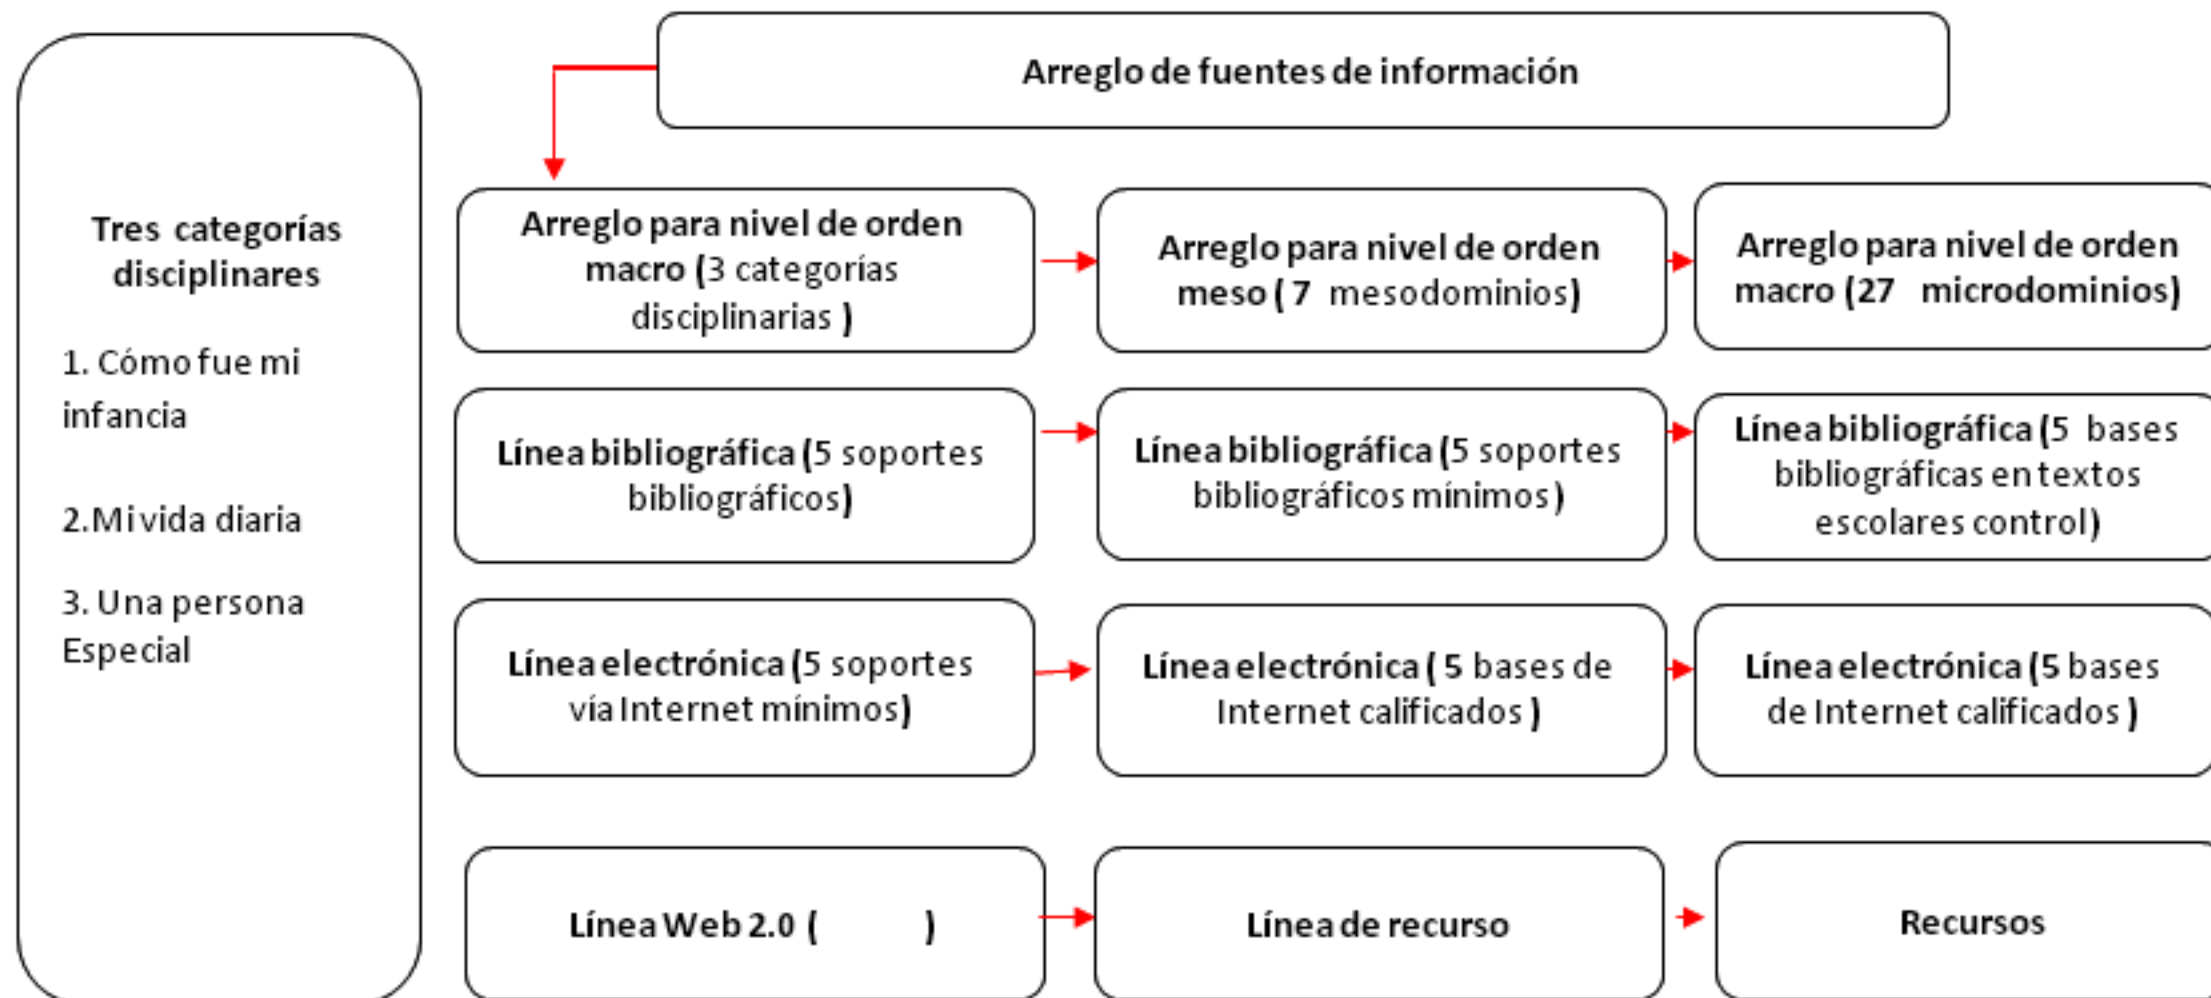 Arreglo de fuentes de información
Tres categorías
disciplinares
1. Cómo fue mi
infancia
2.Mi vida diaria
3. Una persona
Especial
Arreglo para nivel de orden
macro (3 categorías
disciplinarias )
Arreglo para nivel de orden
meso ( 7 mesodominios)
Arreglo para nivel de orden
macro (27 microdominios)
Línea bibliográfica (5 soportes
bibliográficos)
Línea bibliográfica (5 soportes
bibliográficos mínimos)
Línea bibliográfica (5 bases
bibliográficas en textos
escolares control)
Línea electrónica (5 soportes
vía Internet mínimos)
Línea electrónica ( 5 bases de
Internet calificados )
Línea electrónica (5 bases
de Internet calificados )
Línea Web 2.0 ( )
Línea de recurso
Recursos